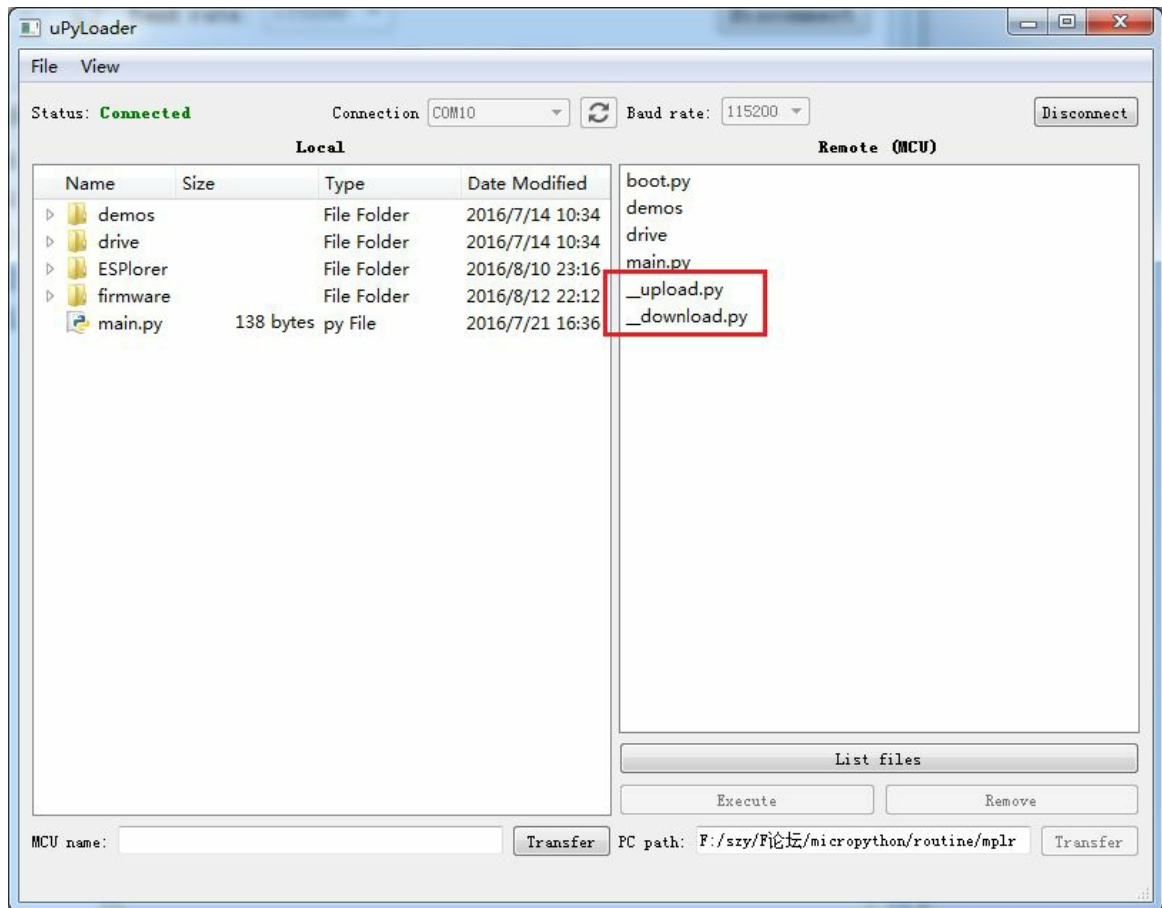 uPyLoader
File View
Status: Connected Connection COM10 Baud rate: 115200 Disconnect
Local Remote (MCU)
Name Size Type Date Modified
demos File Folder 2016/7/14 10:34
drive File Folder 2016/7/14 10:34
ESPlorer File Folder 2016/8/10 23:16
firmware File Folder 2016/8/12 22:12
main.py 138 bytes py File 2016/7/21 16:36
boot.py
demos
drive
main.py
__upload.py
__download.py
List files
Execute Remove
MCU name: Transfer PC path: F:/szy/F论坛/micropython/routine/mplr Transfer